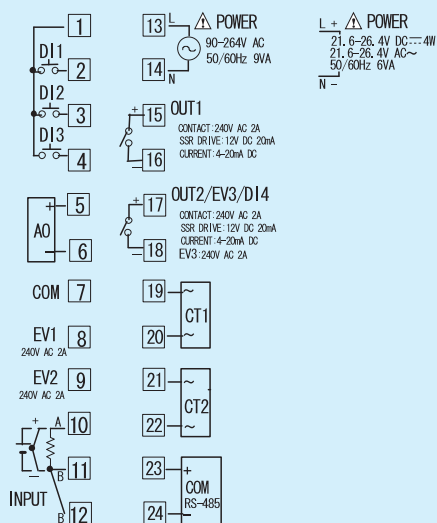 1
DI1
2
DI2
3
DI3
4
+ 5
AO
- 6
COM 7
EV1 8
240V AC 2A
EV2 9
240V AC 2A
+ A 10
- B 11
INPUT
B 12
13 L
⚠ POWER
90-264V AC
50/60Hz 9VA
14 N
+ 15
OUT1
CONTACT:240V AC 2A
SSR DRIVE:12V DC 20mA
CURRENT:4-20mA DC
- 16
+ 17
OUT2/EV3/DI4
CONTACT:240V AC 2A
SSR DRIVE:12V DC 20mA
CURRENT:4-20mA DC
EV3:240V AC 2A
- 18
19 ~
CT1
20 ~
21 ~
CT2
22 ~
23 +
COM
RS-485
24 -
L + ⚠ POWER
21.6-26.4V DC⎓4W
21.6-26.4V AC~
50/60Hz 6VA
N -